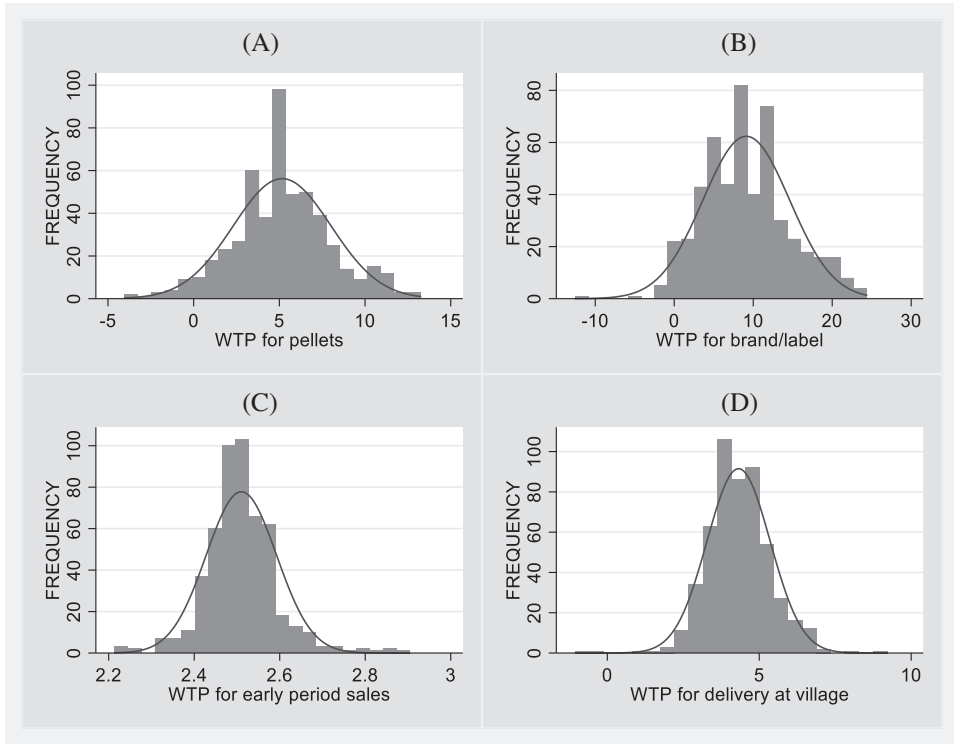 (A)
FREQUENCY
100
80
60
40
20
0
-5 0 5 10 15
WTP for pellets
(B)
FREQUENCY
80
60
40
20
0
-10 0 10 20 30
WTP for brand/label
(C)
FREQUENCY
100
80
60
40
20
0
2.2 2.4 2.6 2.8 3
WTP for early period sales
(D)
FREQUENCY
100
80
60
40
20
0
0 5 10
WTP for delivery at village